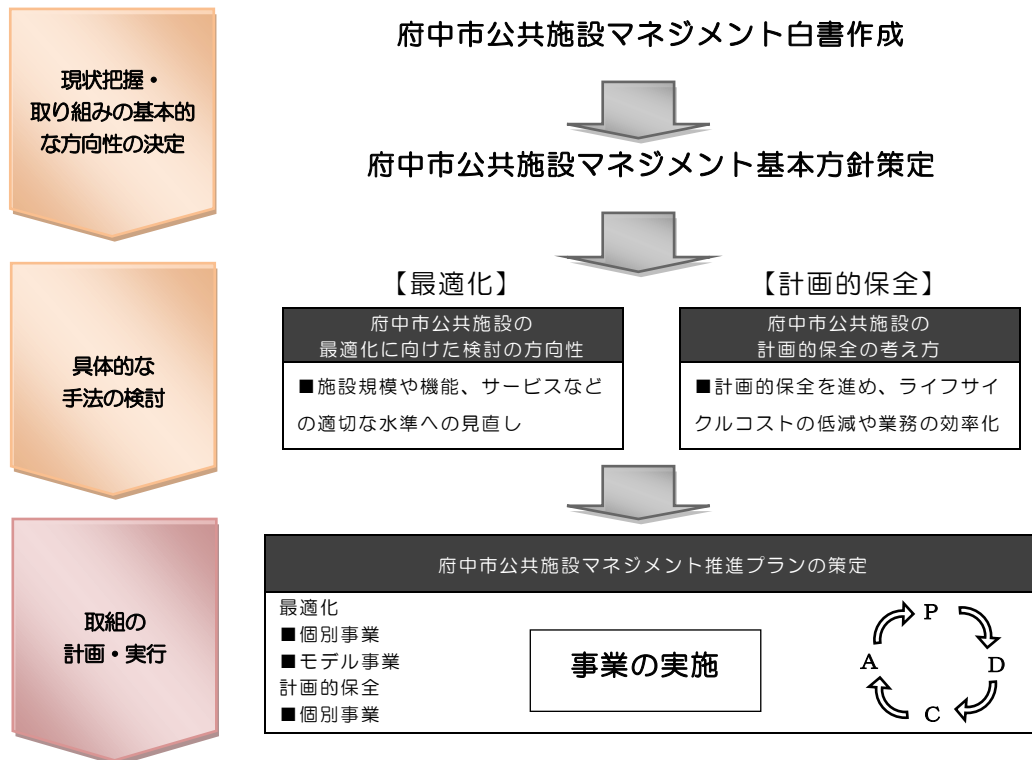 現状把握・
取り組みの基本的
な方向性の決定
府中市公共施設マネジメント白書作成
府中市公共施設マネジメント基本方針策定
具体的な
手法の検討
【最適化】
府中市公共施設の
最適化に向けた検討の方向性
■施設規模や機能、サービスなど
の適切な水準への見直し
【計画的保全】
府中市公共施設の
計画的保全の考え方
■計画的保全を進め、ライフサイ
クルコストの低減や業務の効率化
取組の
計画・実行
府中市公共施設マネジメント推進プランの策定
最適化
■個別事業
■モデル事業
計画的保全
■個別事業
事業の実施
P
D
C
A